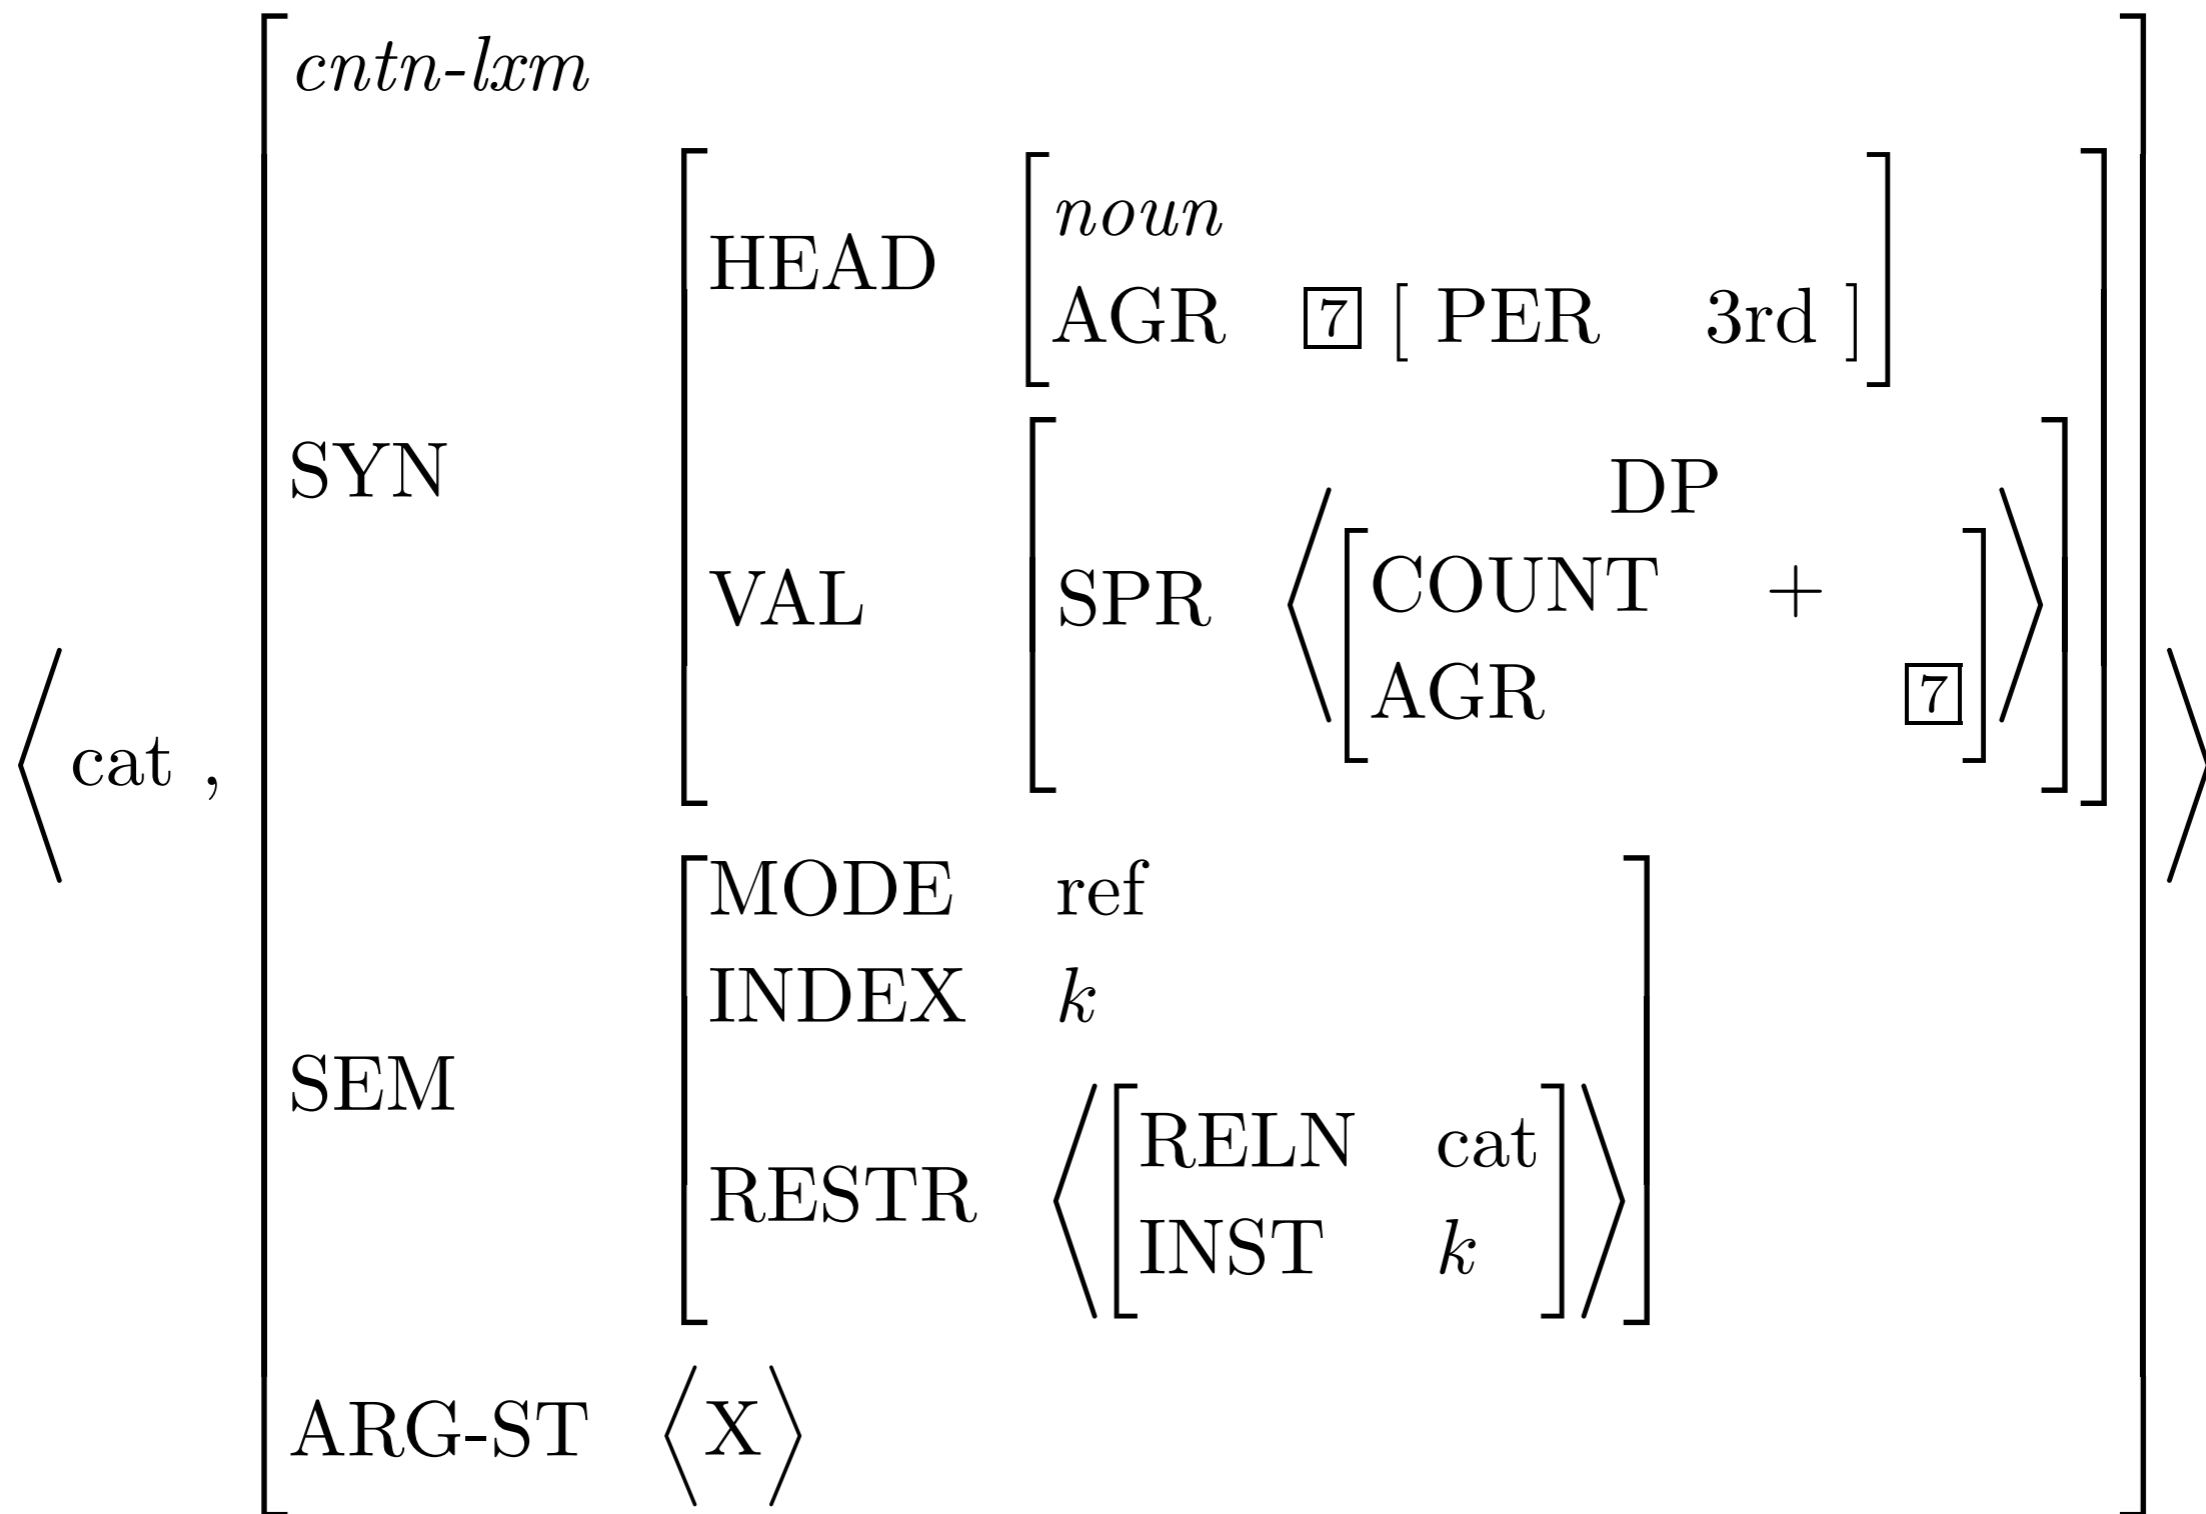 cntn-lxm
HEAD [ noun
AGR 7 [ PER 3rd ] ]
SYN
DP
VAL [ SPR ⟨ [ COUNT +
AGR 7 ] ⟩ ]
⟨ cat ,
MODE ref
INDEX k
SEM
RESTR ⟨ [ RELN cat
INST k ] ⟩
ARG-ST ⟨ X ⟩